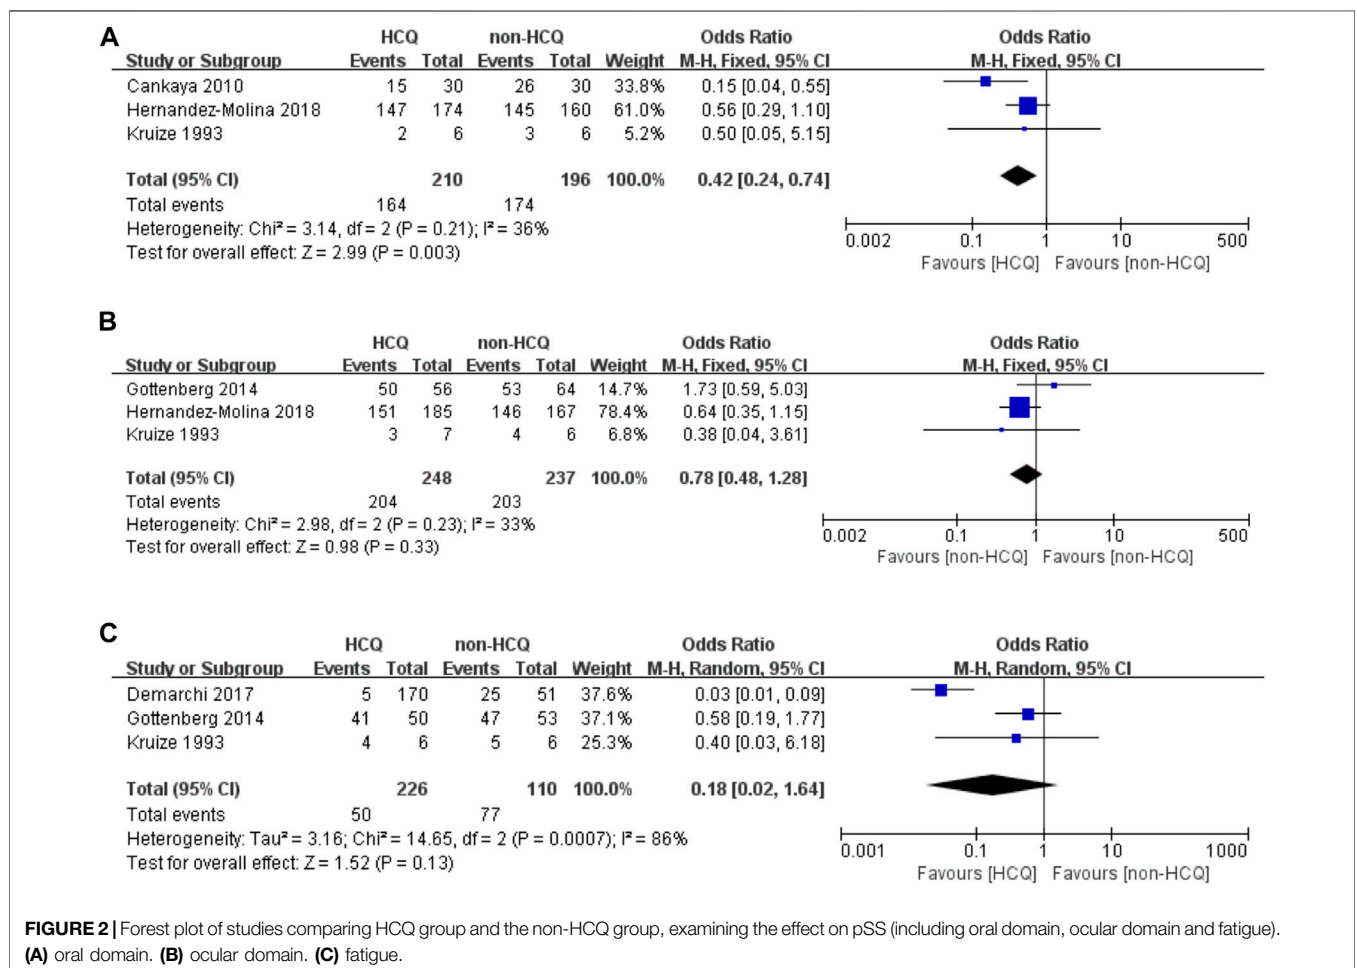 A
HCQ non-HCQ Odds Ratio Odds Ratio
Study or Subgroup Events Total Events Total Weight M-H, Fixed, 95% CI M-H, Fixed, 95% CI
Cankaya 2010 15 30 26 30 33.8% 0.15 [0.04, 0.55]
Hernandez-Molina 2018 147 174 145 160 61.0% 0.56 [0.29, 1.10]
Kruize 1993 2 6 3 6 5.2% 0.50 [0.05, 5.15]
Total (95% CI) 210 196 100.0% 0.42 [0.24, 0.74]
Total events 164 174
Heterogeneity: Chi² = 3.14, df = 2 (P = 0.21); I² = 36%
Test for overall effect: Z = 2.99 (P = 0.003)
0.002 0.1 1 10 500
Favours [HCQ] Favours [non-HCQ]
B
HCQ non-HCQ Odds Ratio Odds Ratio
Study or Subgroup Events Total Events Total Weight M-H, Fixed, 95% CI M-H, Fixed, 95% CI
Gottenberg 2014 50 56 53 64 14.7% 1.73 [0.59, 5.03]
Hernandez-Molina 2018 151 185 146 167 78.4% 0.64 [0.35, 1.15]
Kruize 1993 3 7 4 6 6.8% 0.38 [0.04, 3.61]
Total (95% CI) 248 237 100.0% 0.78 [0.48, 1.28]
Total events 204 203
Heterogeneity: Chi² = 2.98, df = 2 (P = 0.23); I² = 33%
Test for overall effect: Z = 0.98 (P = 0.33)
0.002 0.1 1 10 500
Favours [non-HCQ] Favours [HCQ]
C
HCQ non-HCQ Odds Ratio Odds Ratio
Study or Subgroup Events Total Events Total Weight M-H, Random, 95% CI M-H, Random, 95% CI
Demarchi 2017 5 170 25 51 37.6% 0.03 [0.01, 0.09]
Gottenberg 2014 41 50 47 53 37.1% 0.58 [0.19, 1.77]
Kruize 1993 4 6 5 6 25.3% 0.40 [0.03, 6.18]
Total (95% CI) 226 110 100.0% 0.18 [0.02, 1.64]
Total events 50 77
Heterogeneity: Tau² = 3.16; Chi² = 14.65, df = 2 (P = 0.0007); I² = 86%
Test for overall effect: Z = 1.52 (P = 0.13)
0.001 0.1 1 10 1000
Favours [HCQ] Favours [non-HCQ]
FIGURE 2 | Forest plot of studies comparing HCQ group and the non-HCQ group, examining the effect on pSS (including oral domain, ocular domain and fatigue).
(A) oral domain. (B) ocular domain. (C) fatigue.